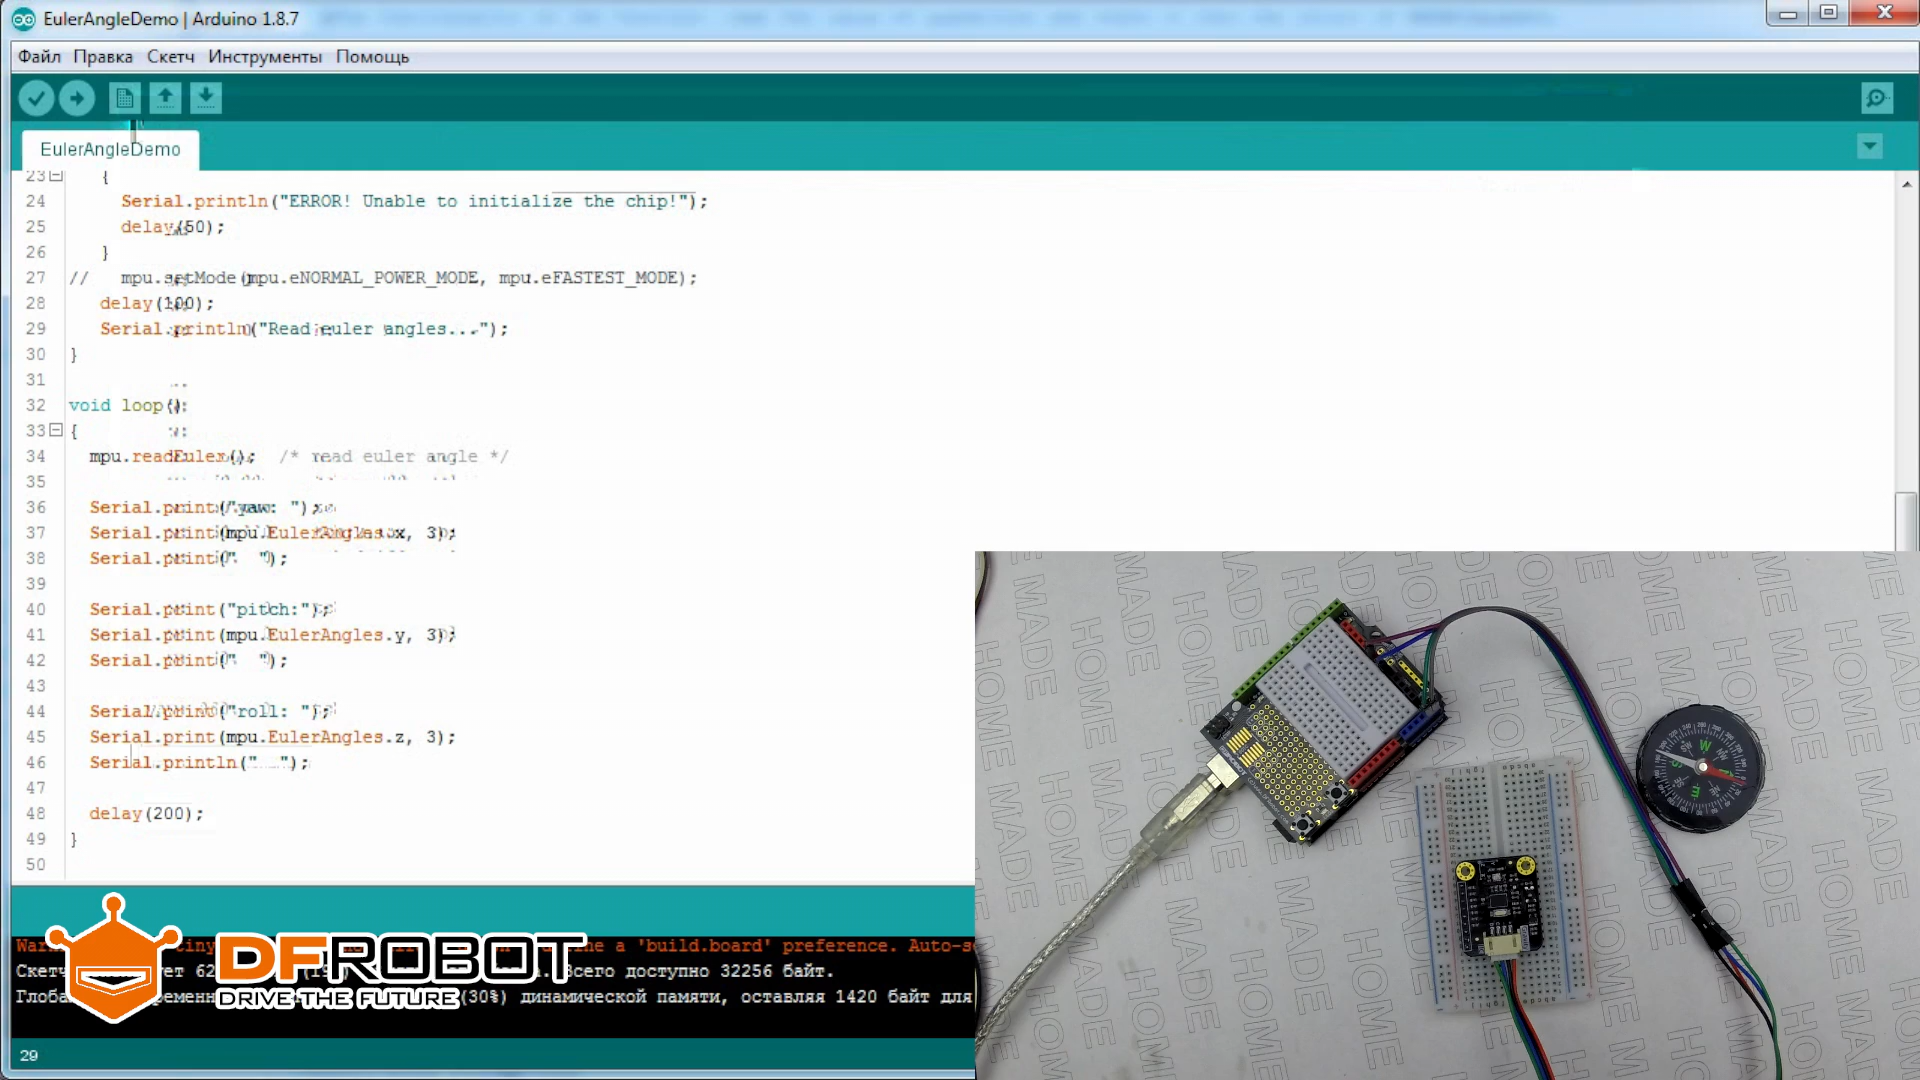 EulerAngleDemo | Arduino 1.8.7
Файл Правка Скетч Инструменты Помощь
EulerAngleDemo
23 {
24 Serial.println("ERROR! Unable to initialize the chip!");
25 delay(50);
26 }
27 // mpu.setMode(mpu.eNORMAL_POWER_MODE, mpu.eFASTEST_MODE);
28 delay(100);
29 Serial.println("Read euler angles...");
30 }
31
32 void loop()
33 {
34 mpu.readEuler(); /* read euler angle */
35
36 Serial.print("yaw: ");
37 Serial.print(mpu.EulerAngles.x, 3);
38 Serial.print("  ");
39
40 Serial.print("pitch:");
41 Serial.print(mpu.EulerAngles.y, 3);
42 Serial.print("  ");
43
44 Serial.print("roll: ");
45 Serial.print(mpu.EulerAngles.z, 3);
46 Serial.println("  ");
47
48 delay(200);
49 }
50
a 'build.board' preference.
Всего доступно 32256 байт.
(30%) динамической памяти, оставляя 1420 байт для
DFROBOT
DRIVE THE FUTURE
29
HOME MADE
W
E